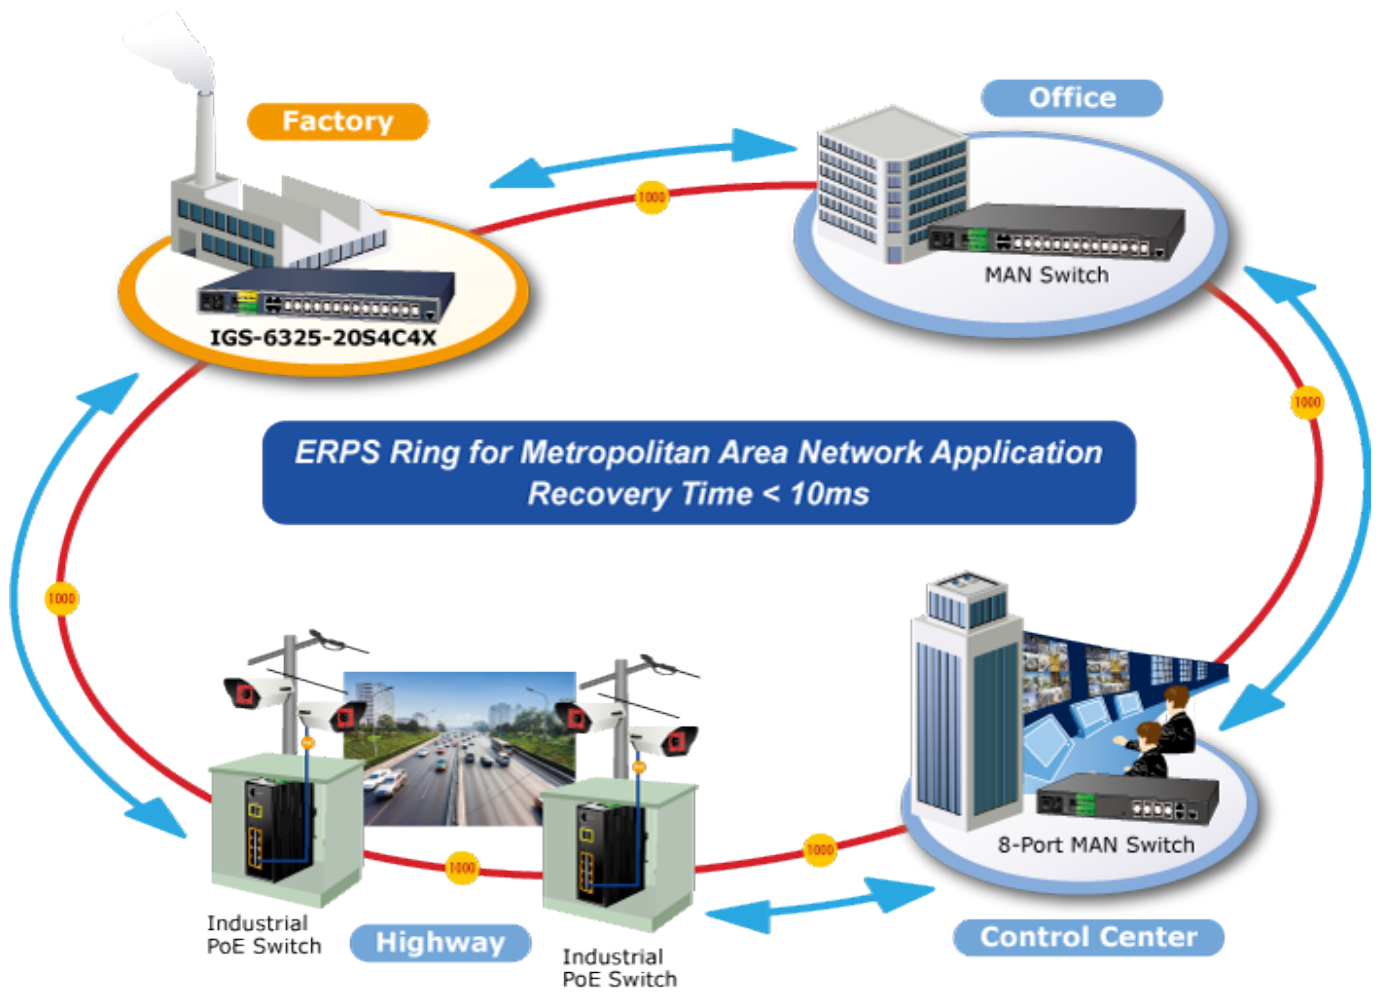 Factory
Office
1000
MAN Switch
IGS-6325-20S4C4X
1000
ERPS Ring for Metropolitan Area Network Application
Recovery Time < 10ms
1000
8-Port MAN Switch
1000
1000
Industrial
PoE Switch
Highway
Industrial
PoE Switch
Control Center